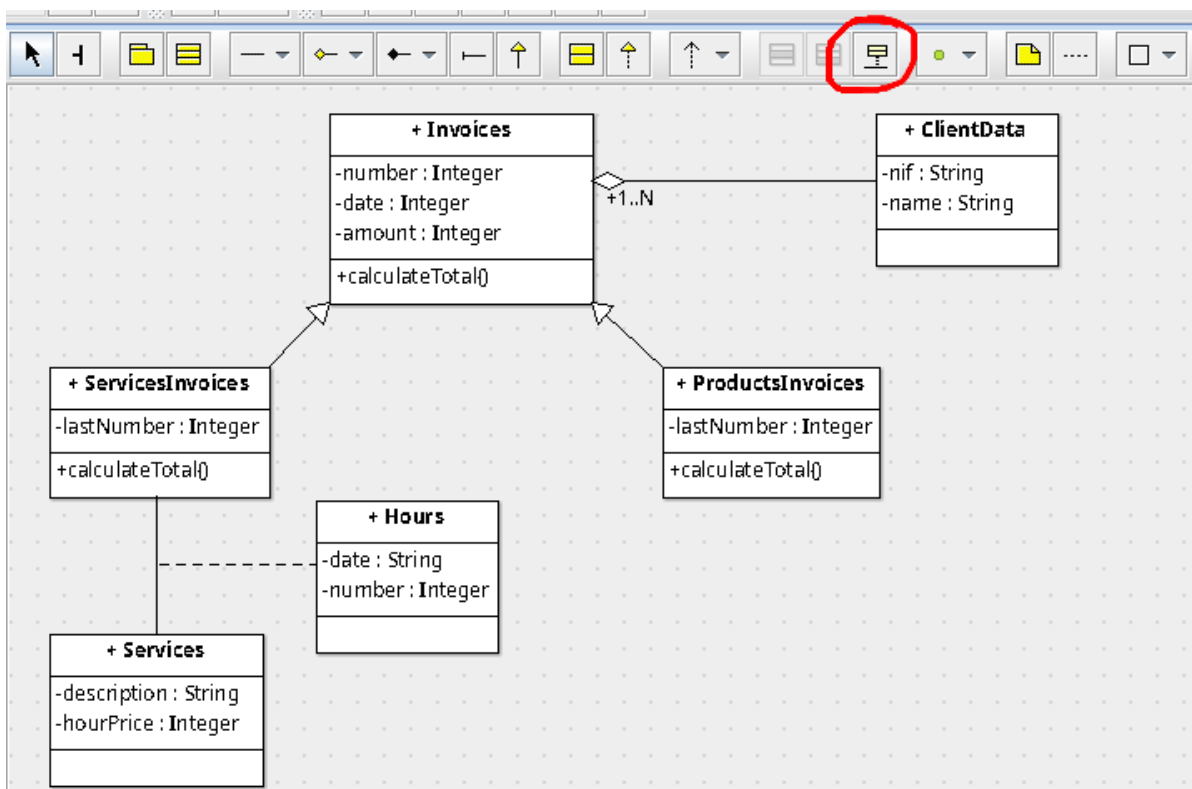 + Invoices
-number : Integer
-date : Integer
-amount : Integer
+calculateTotal()
+ ClientData
-nif : String
-name : String
+1..N
+ ServicesInvoices
-lastNumber : Integer
+calculateTotal()
+ ProductsInvoices
-lastNumber : Integer
+calculateTotal()
+ Hours
-date : String
-number : Integer
+ Services
-description : String
-hourPrice : Integer